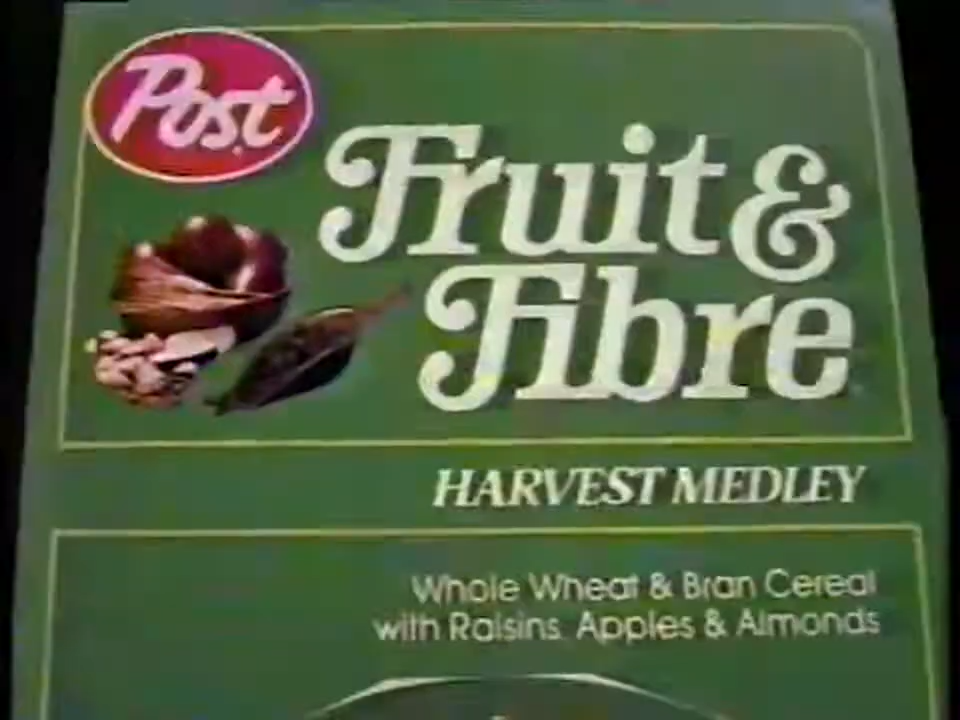 Post
Fruit &
Fibre
HARVEST MEDLEY
Whole Wheat & Bran Cereal
with Raisins, Apples & Almonds